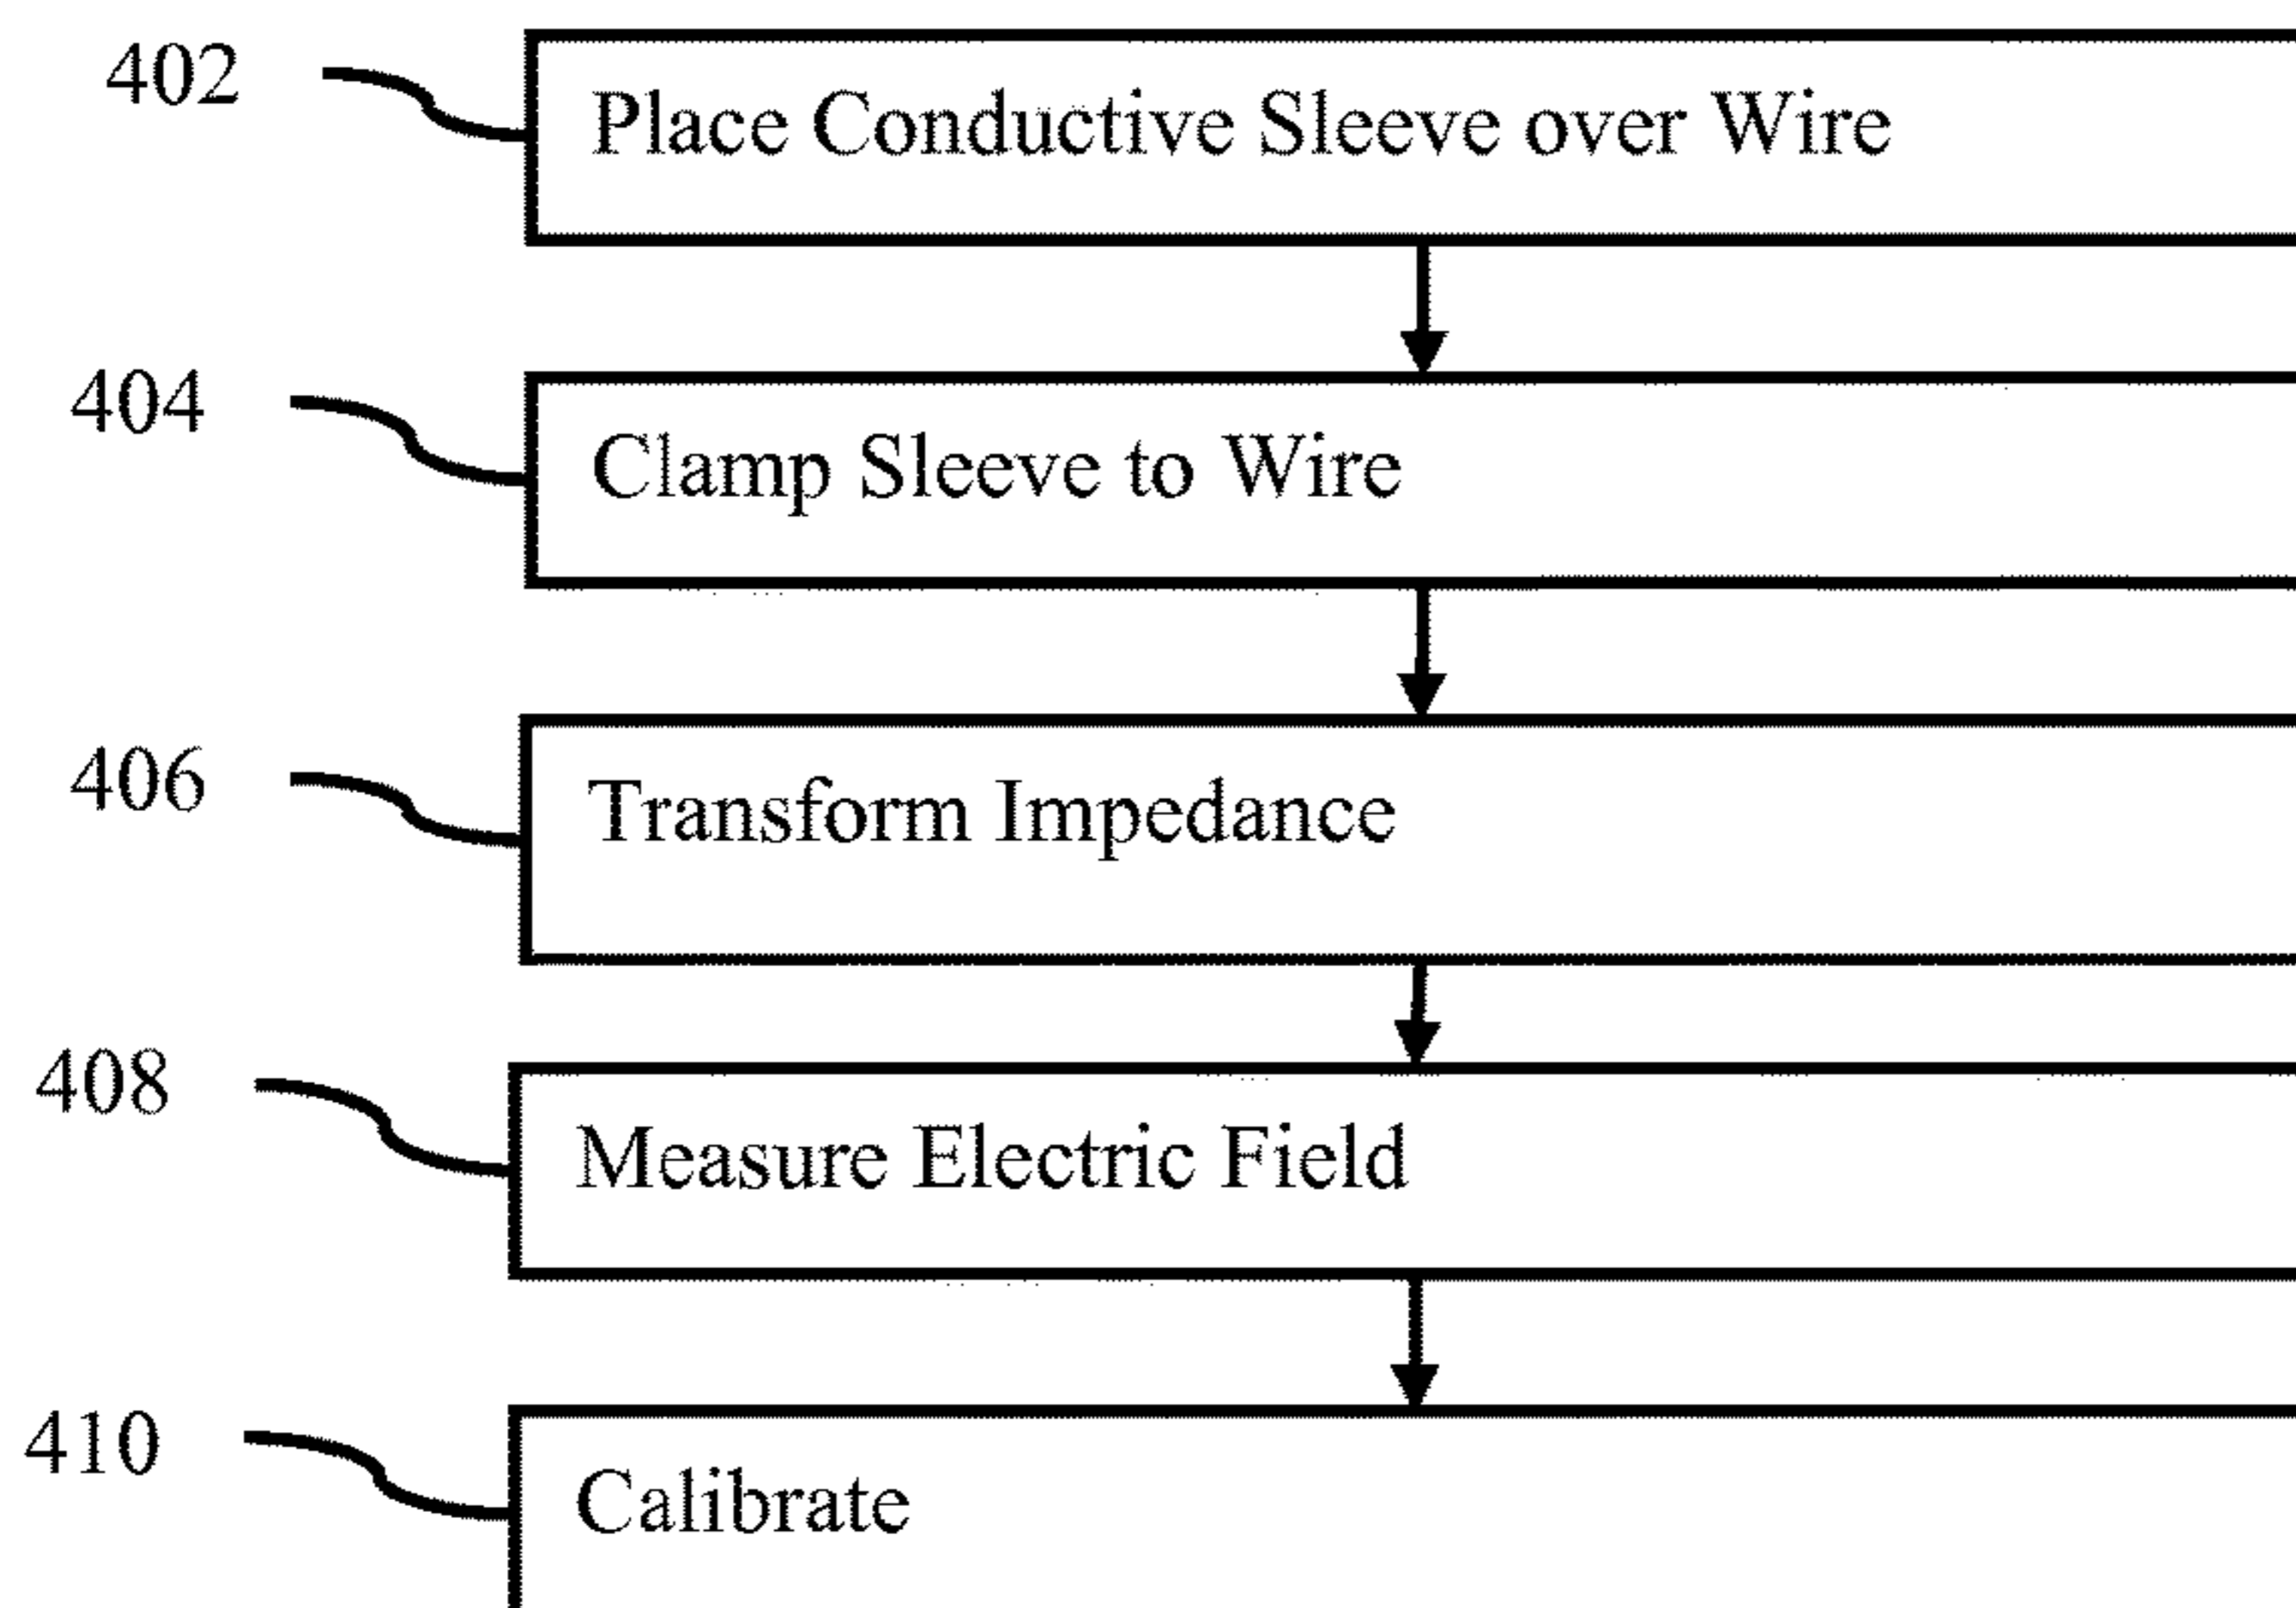 402 Place Conductive Sleeve over Wire
404 Clamp Sleeve to Wire
406 Transform Impedance
408 Measure Electric Field
410 Calibrate